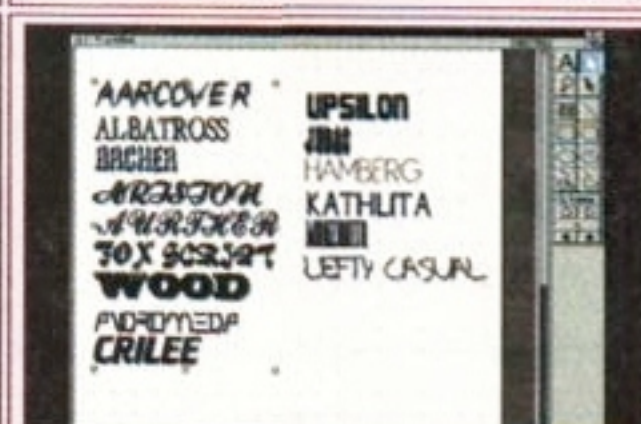 AARCOVER
ALBATROSS
ARCHER
ARISTON
AURTHER
FOX SCRIPT
WOOD
ANDROMEDA
CRILEE
UPSILON
HAMBERG
KATHLITA
LEFTY CASUAL